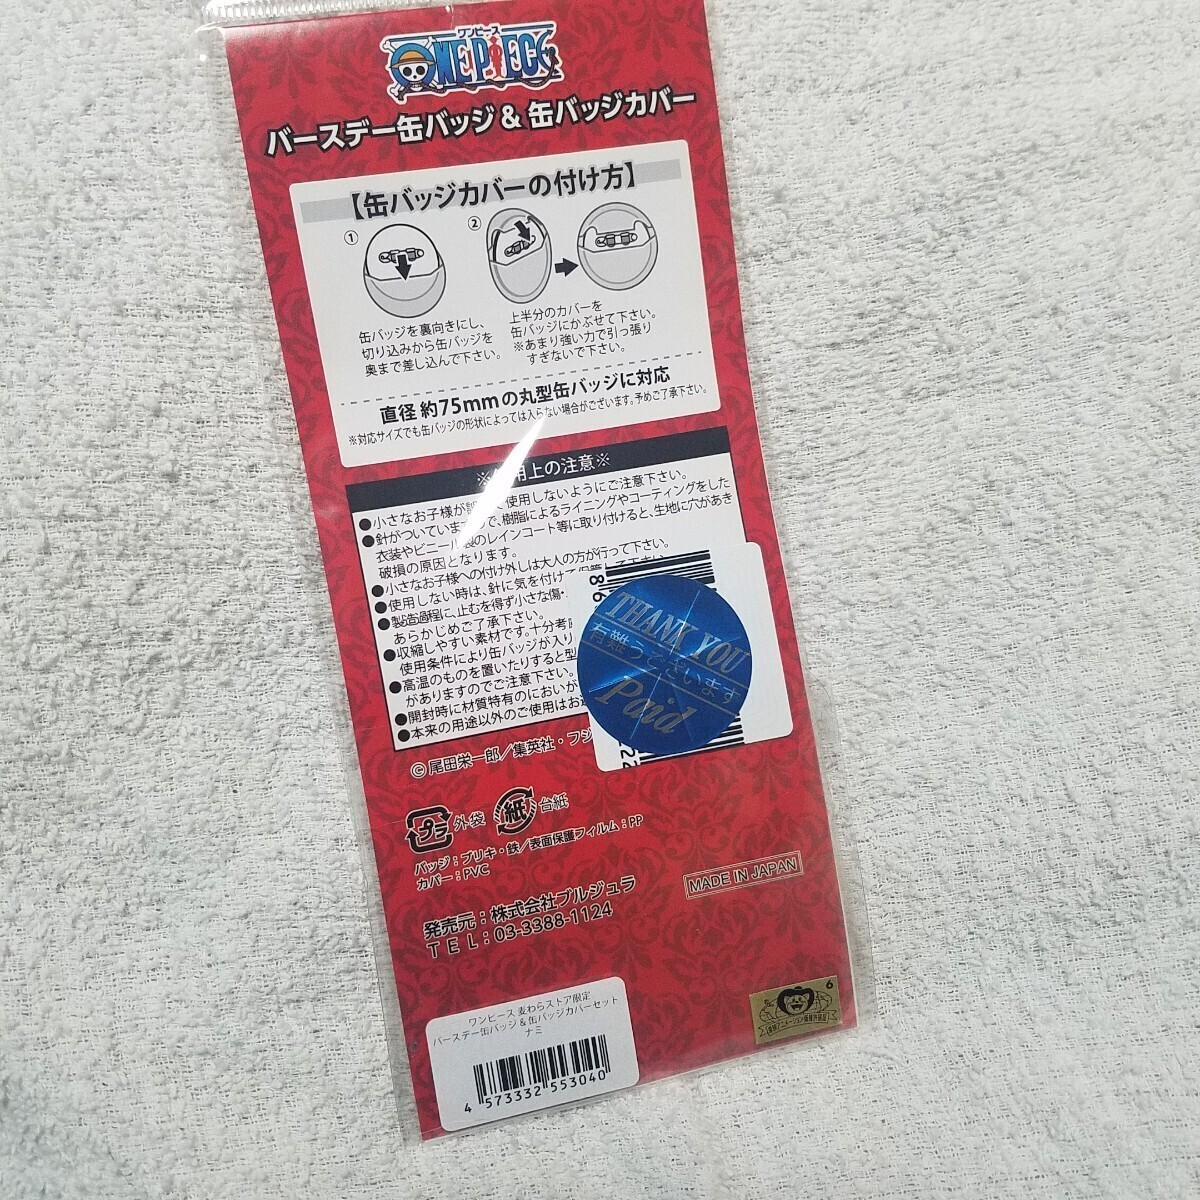 ワンピース
ONE PIECE
バースデー缶バッジ & 缶バッジカバー
【缶バッジカバーの付け方】
①
缶バッジを裏向きにし、
切り込みから缶バッジを
奥まで差し込んで下さい。
②
上半分のカバーを
缶バッジにかぶせて下さい。
※あまり強い力で引っ張り
すぎないで下さい。
直径 約75mmの丸型缶バッジに対応
※対応サイズでも缶バッジの形状によっては入らない場合がございます。予めご了承下さい。
用上の注意※
●小さなお子様が 使用しないようにご注意下さい。
●針がついていま で、樹脂によるライニングやコーティングをした
衣装やビニール製のレインコート等に取り付けると、生地に穴があき
破損の原因となります。
●小さなお子様への付け外しは大人の方が行って下さい。
●使用しない時は、針に気を付けて
●製造過程に、止むを得ず小さな傷・
あらかじめご了承下さい。
●収縮しやすい素材です。十分考
使用条件により缶バッジが入り
●高温のものを置いたりすると型
がありますのでご注意下さい。
●開封時に材質特有のにおいが
●本来の用途以外のご使用はお
THANK YOU
有難うございます
Paid
© 尾田栄一郎／集英社・フジ
プラ 外袋 紙 台紙
バッジ：ブリキ・鉄／表面保護フィルム：PP
カバー：PVC
MADE IN JAPAN
発売元：株式会社ブルジュラ
TEL：03-3388-1124
ワンピース 麦わらストア限定
バースデー缶バッジ&缶バッジカバーセット
ナミ
4 573332 553040
6